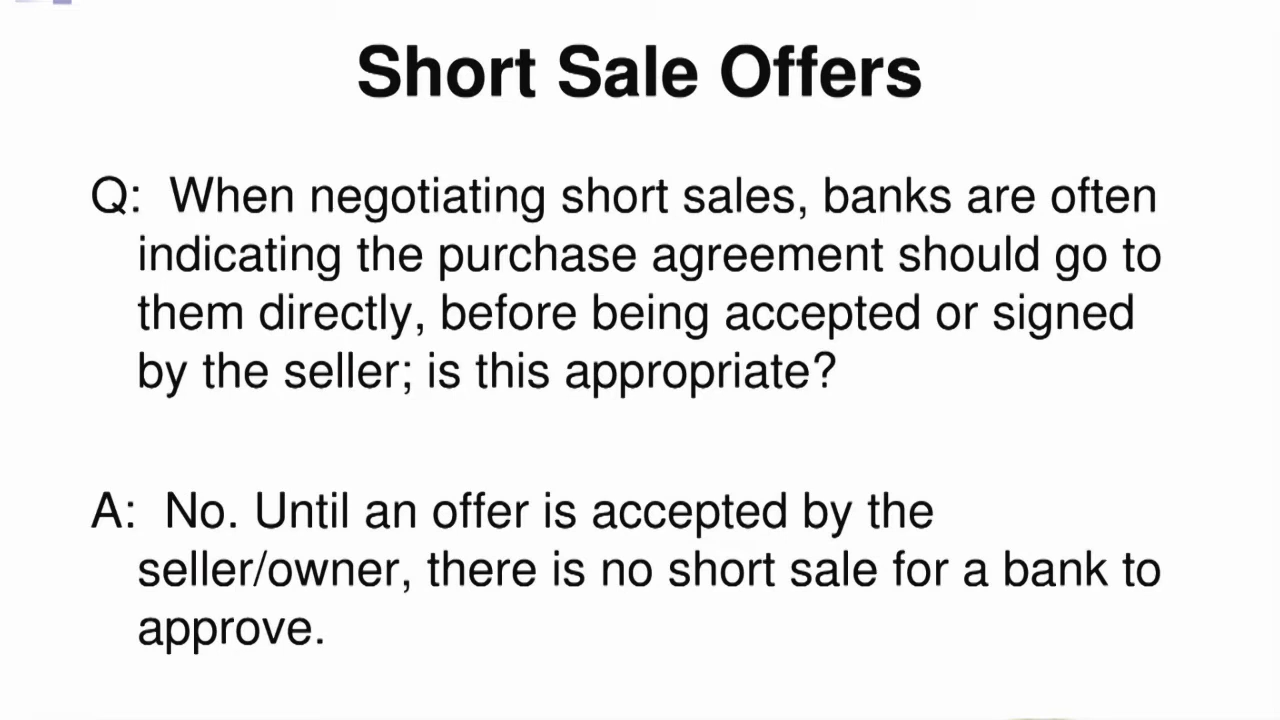 Short Sale Offers
Q: When negotiating short sales, banks are often
indicating the purchase agreement should go to
them directly, before being accepted or signed
by the seller; is this appropriate?
A: No. Until an offer is accepted by the
seller/owner, there is no short sale for a bank to
approve.